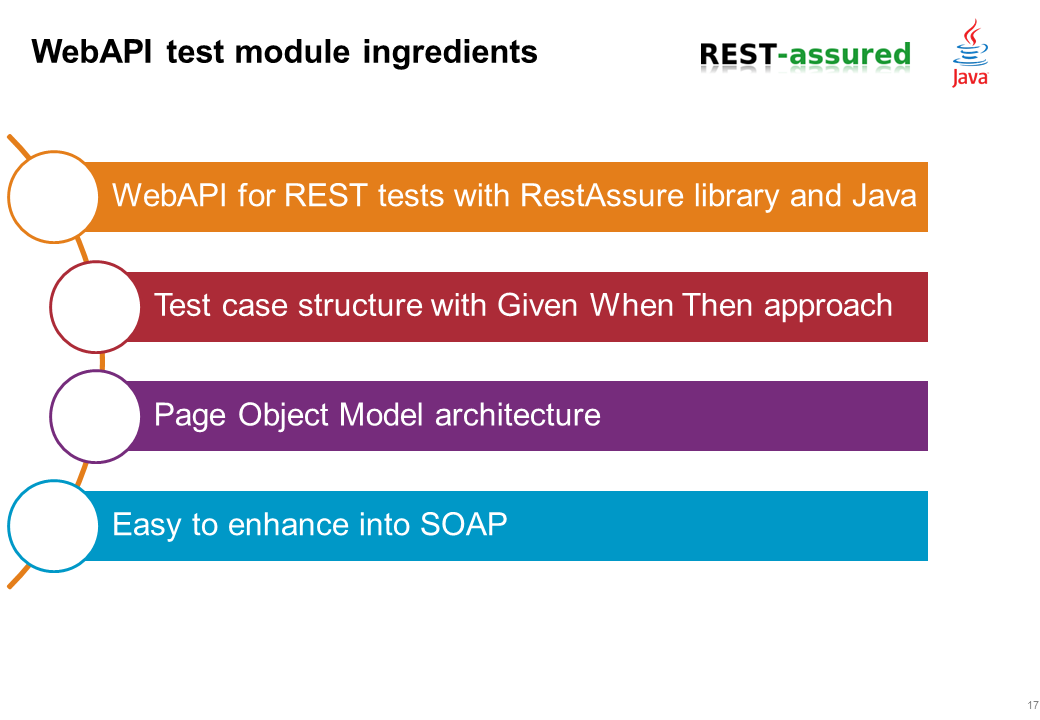 WebAPI test module ingredients
REST-assured
Java
WebAPI for REST tests with RestAssure library and Java
Test case structure with Given When Then approach
Page Object Model architecture
Easy to enhance into SOAP
17